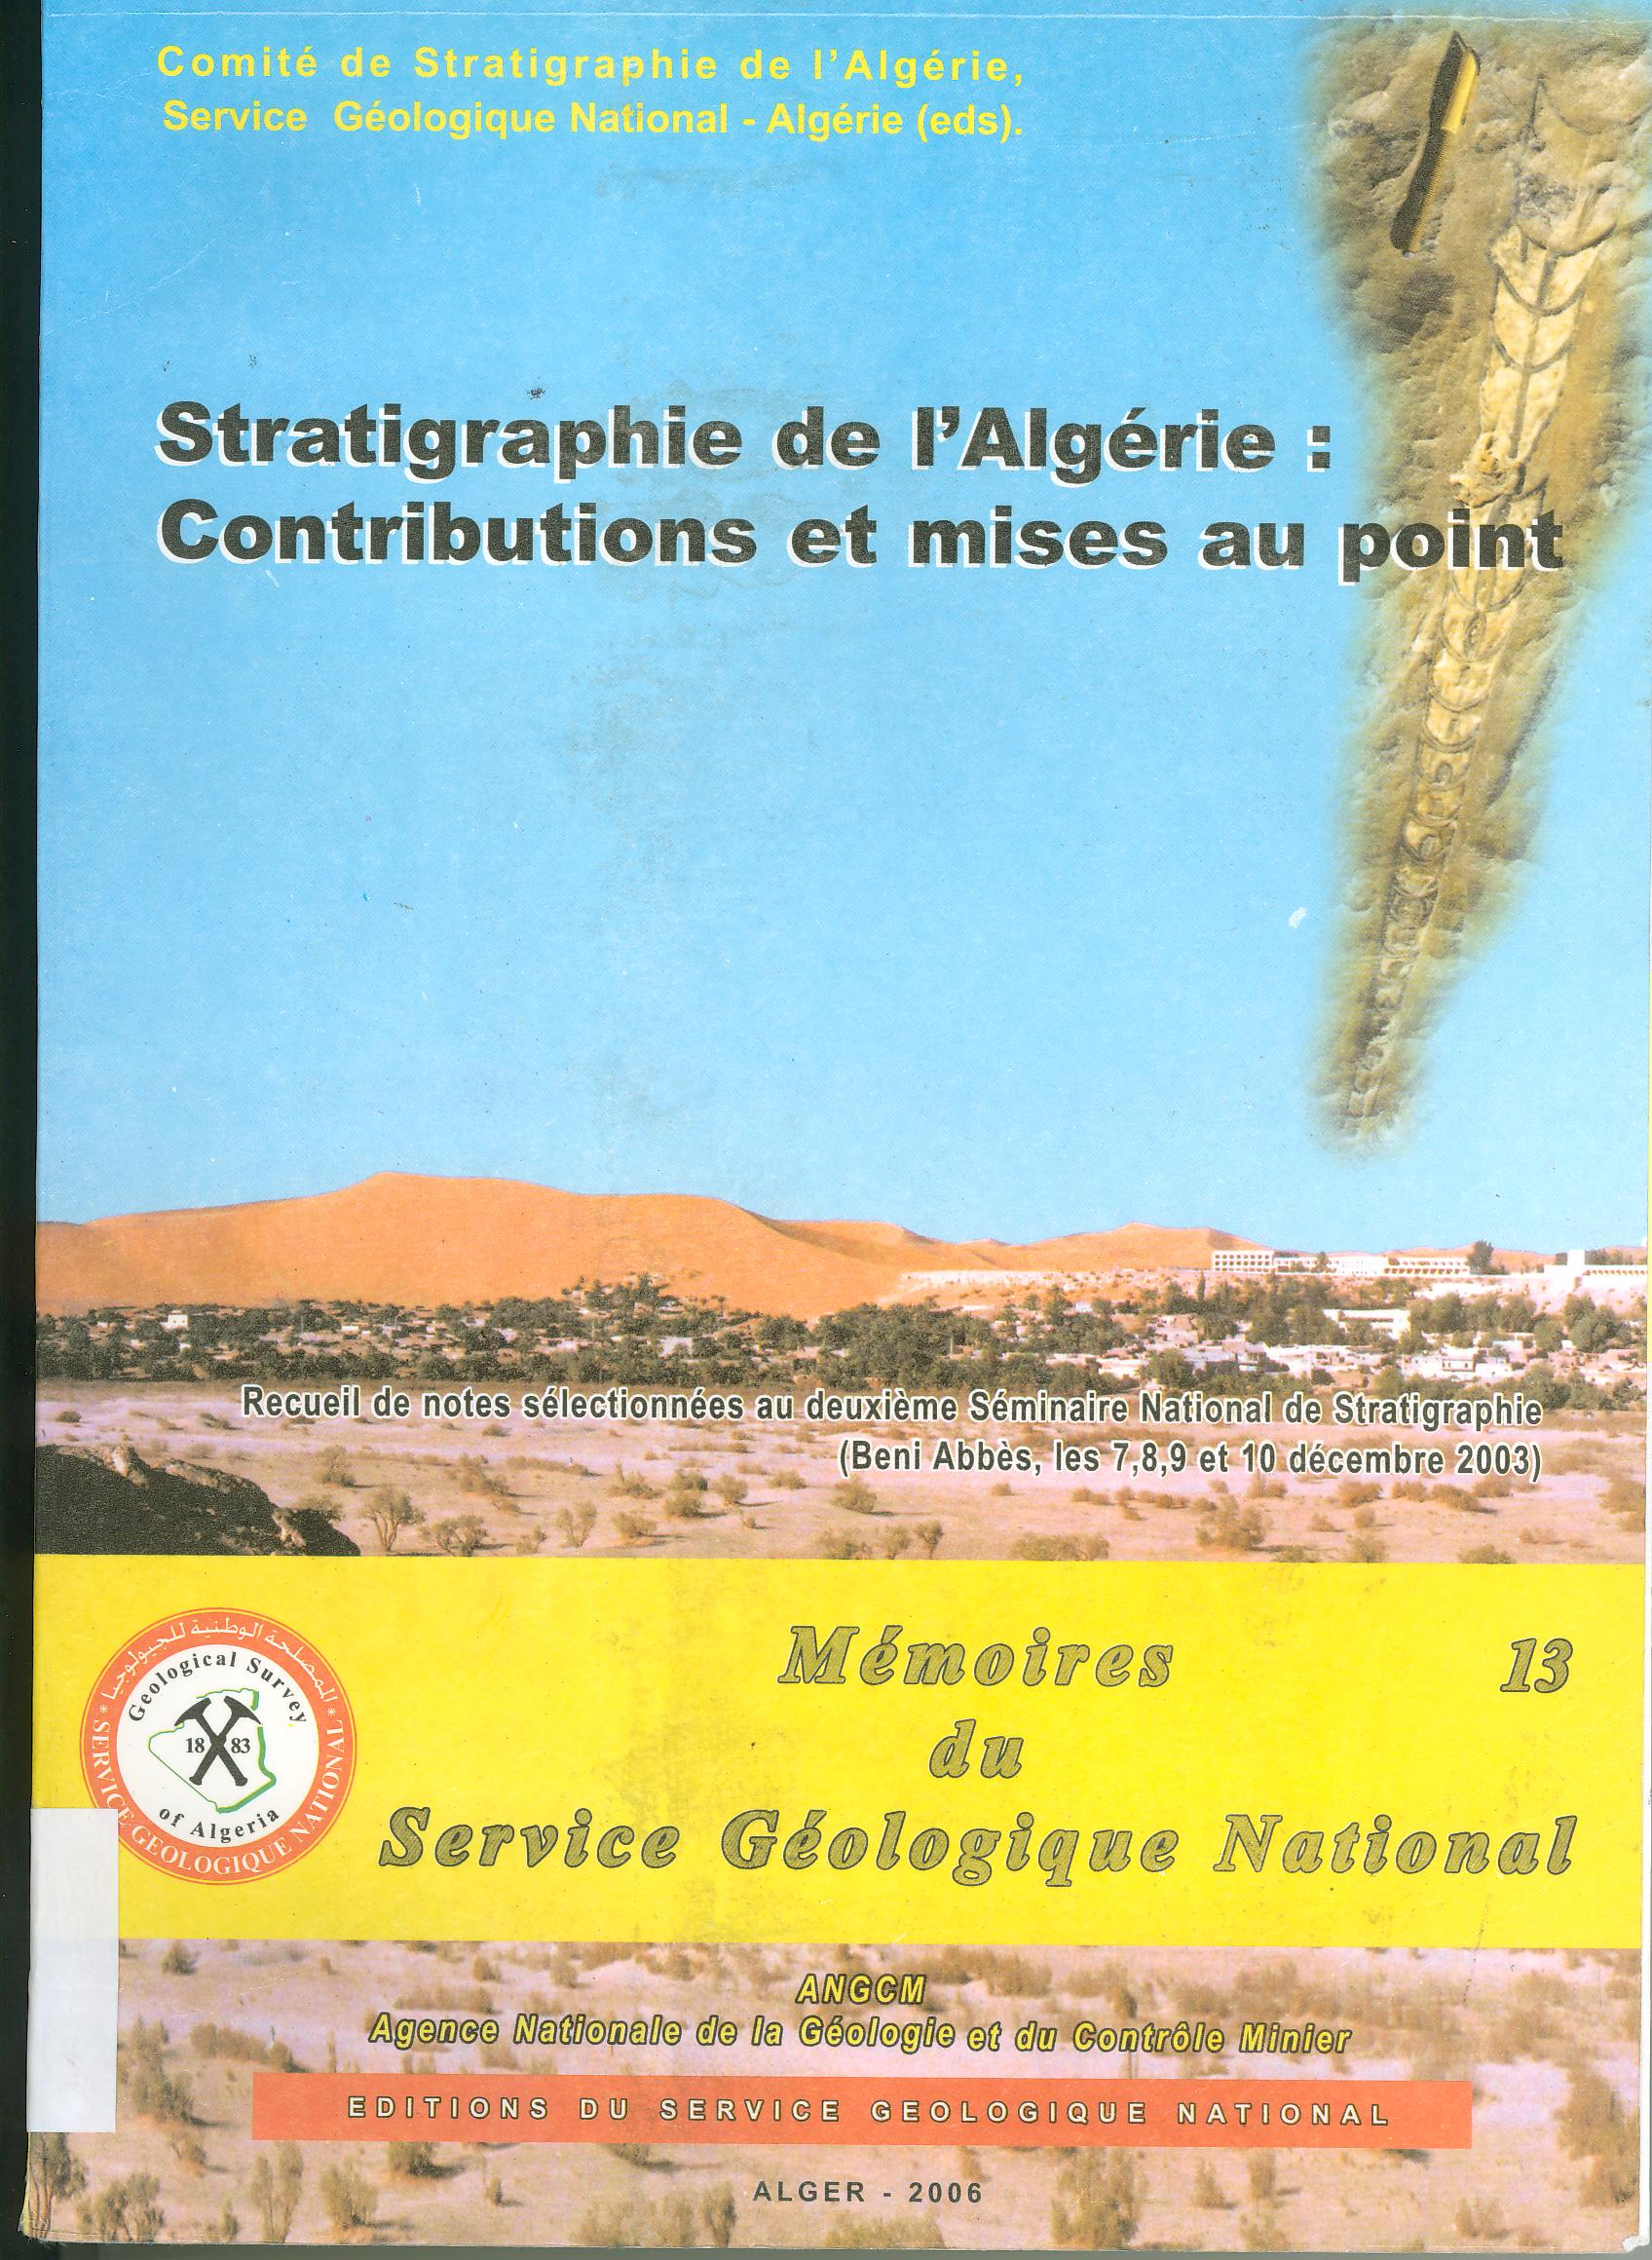 Comité de Stratigraphie de l'Algérie,
Service Géologique National - Algérie (eds).
Stratigraphie de l'Algérie :
Contributions et mises au point
Recueil de notes sélectionnées au deuxième Séminaire National de Stratigraphie
(Beni Abbès, les 7,8,9 et 10 décembre 2003)
Mémoires 13
du
Service Géologique National
المصلحة الوطنية للجيولوجيا
Geological Survey
18 83
of Algeria
* SERVICE GEOLOGIQUE NATIONAL *
ANGCM
Agence Nationale de la Géologie et du Contrôle Minier
EDITIONS DU SERVICE GEOLOGIQUE NATIONAL
ALGER - 2006